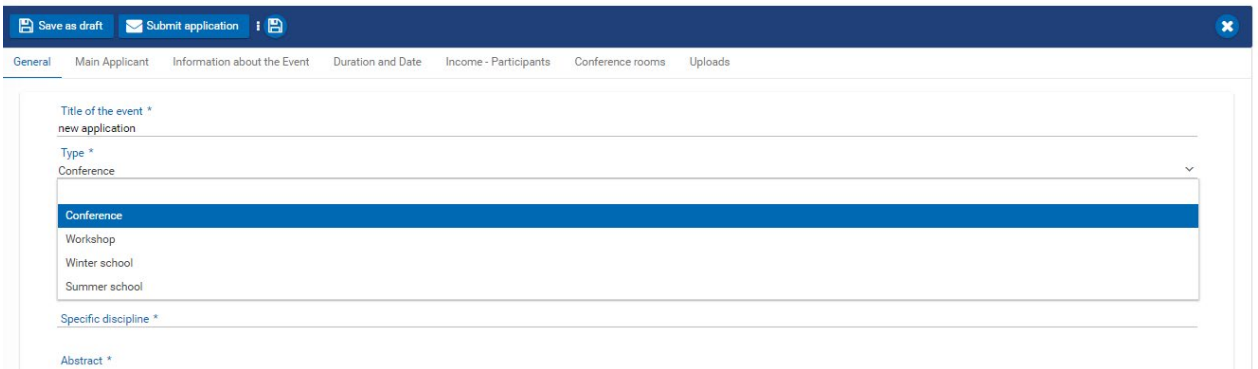 Save as draft Submit application
General Main Applicant Information about the Event Duration and Date Income - Participants Conference rooms Uploads
Title of the event *
new application
Type *
Conference
Conference
Workshop
Winter school
Summer school
Specific discipline *
Abstract *